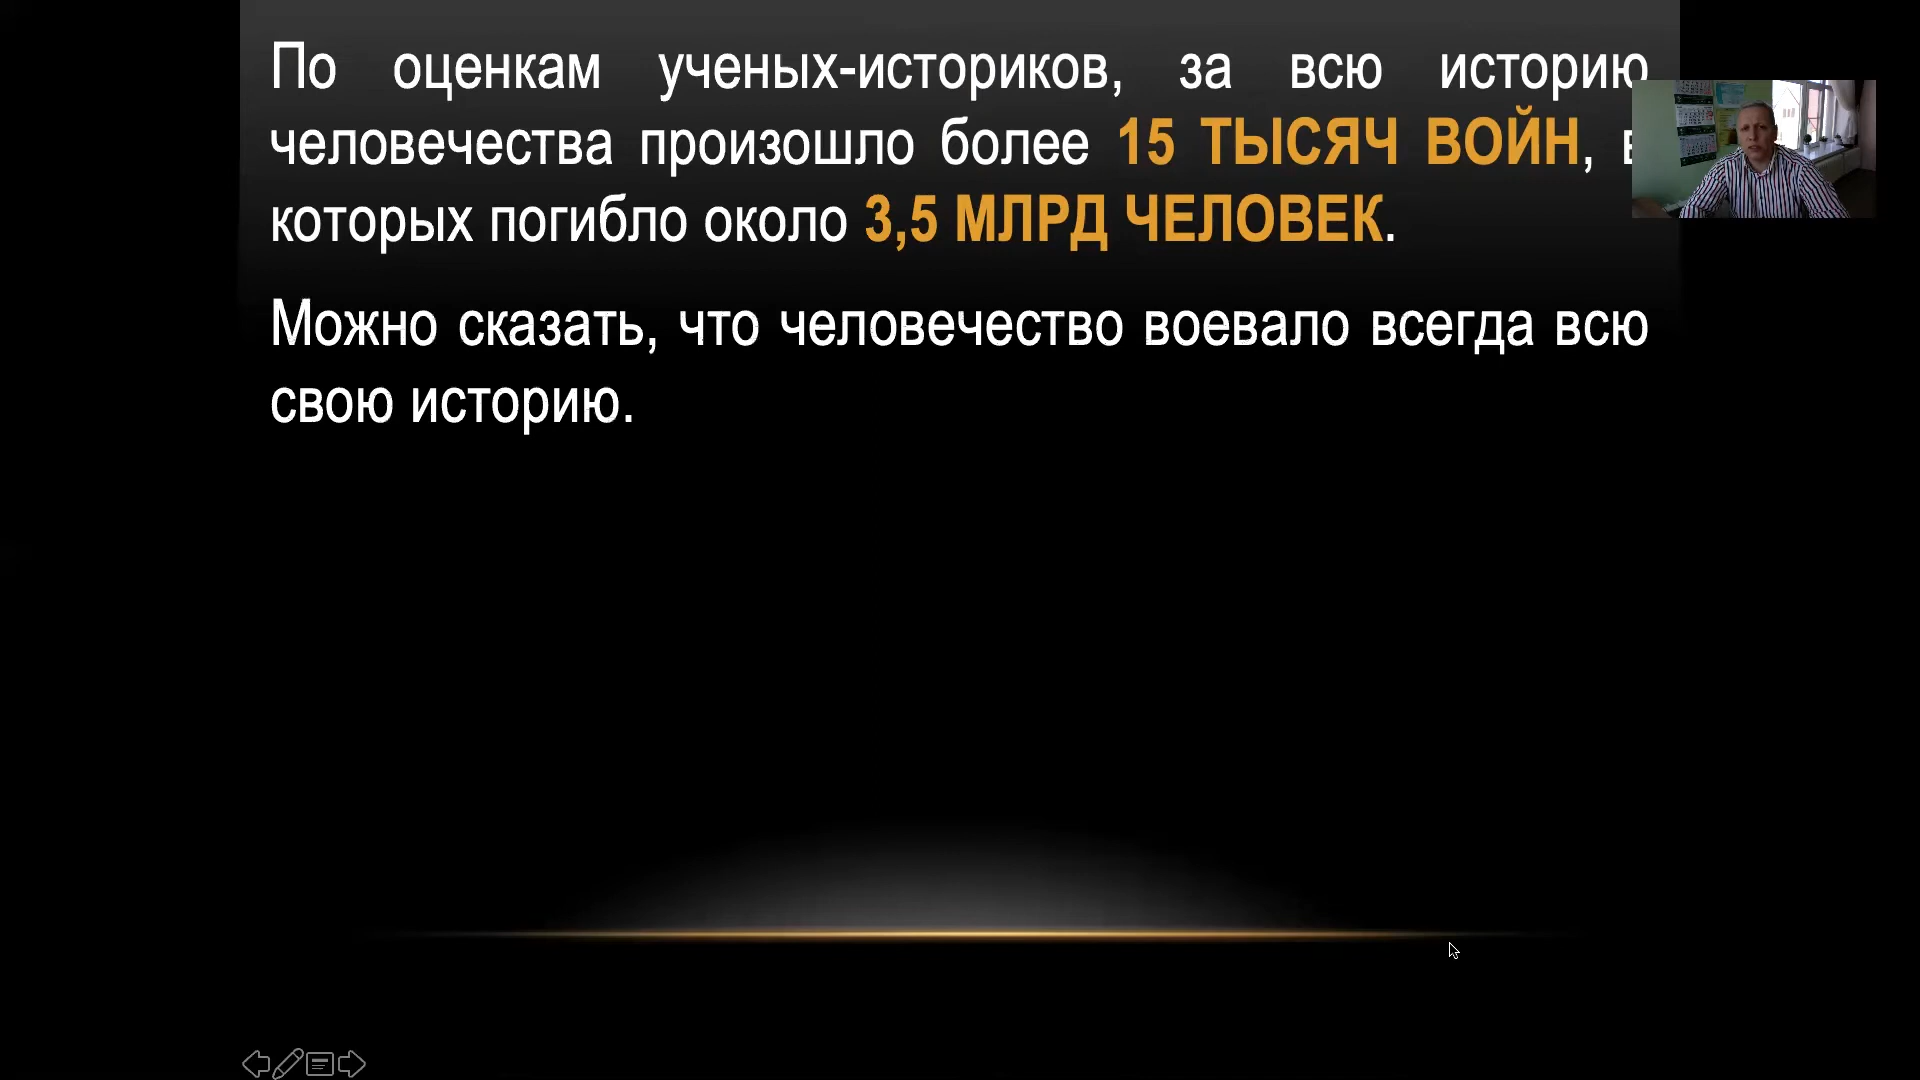 По оценкам ученых-историков, за всю историю
человечества произошло более 15 ТЫСЯЧ ВОЙН, в
которых погибло около 3,5 МЛРД ЧЕЛОВЕК.
Можно сказать, что человечество воевало всегда всю
свою историю.